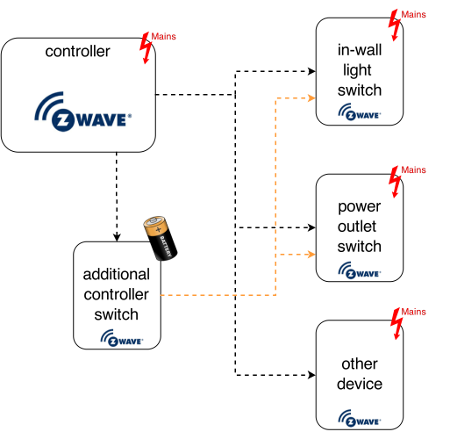 Mains
controller
Z WAVE®
Mains
in-wall
light
switch
Z WAVE®
Mains
power
outlet
switch
Z WAVE®
BATTERY
additional
controller
switch
Z WAVE®
Mains
other
device
Z WAVE®